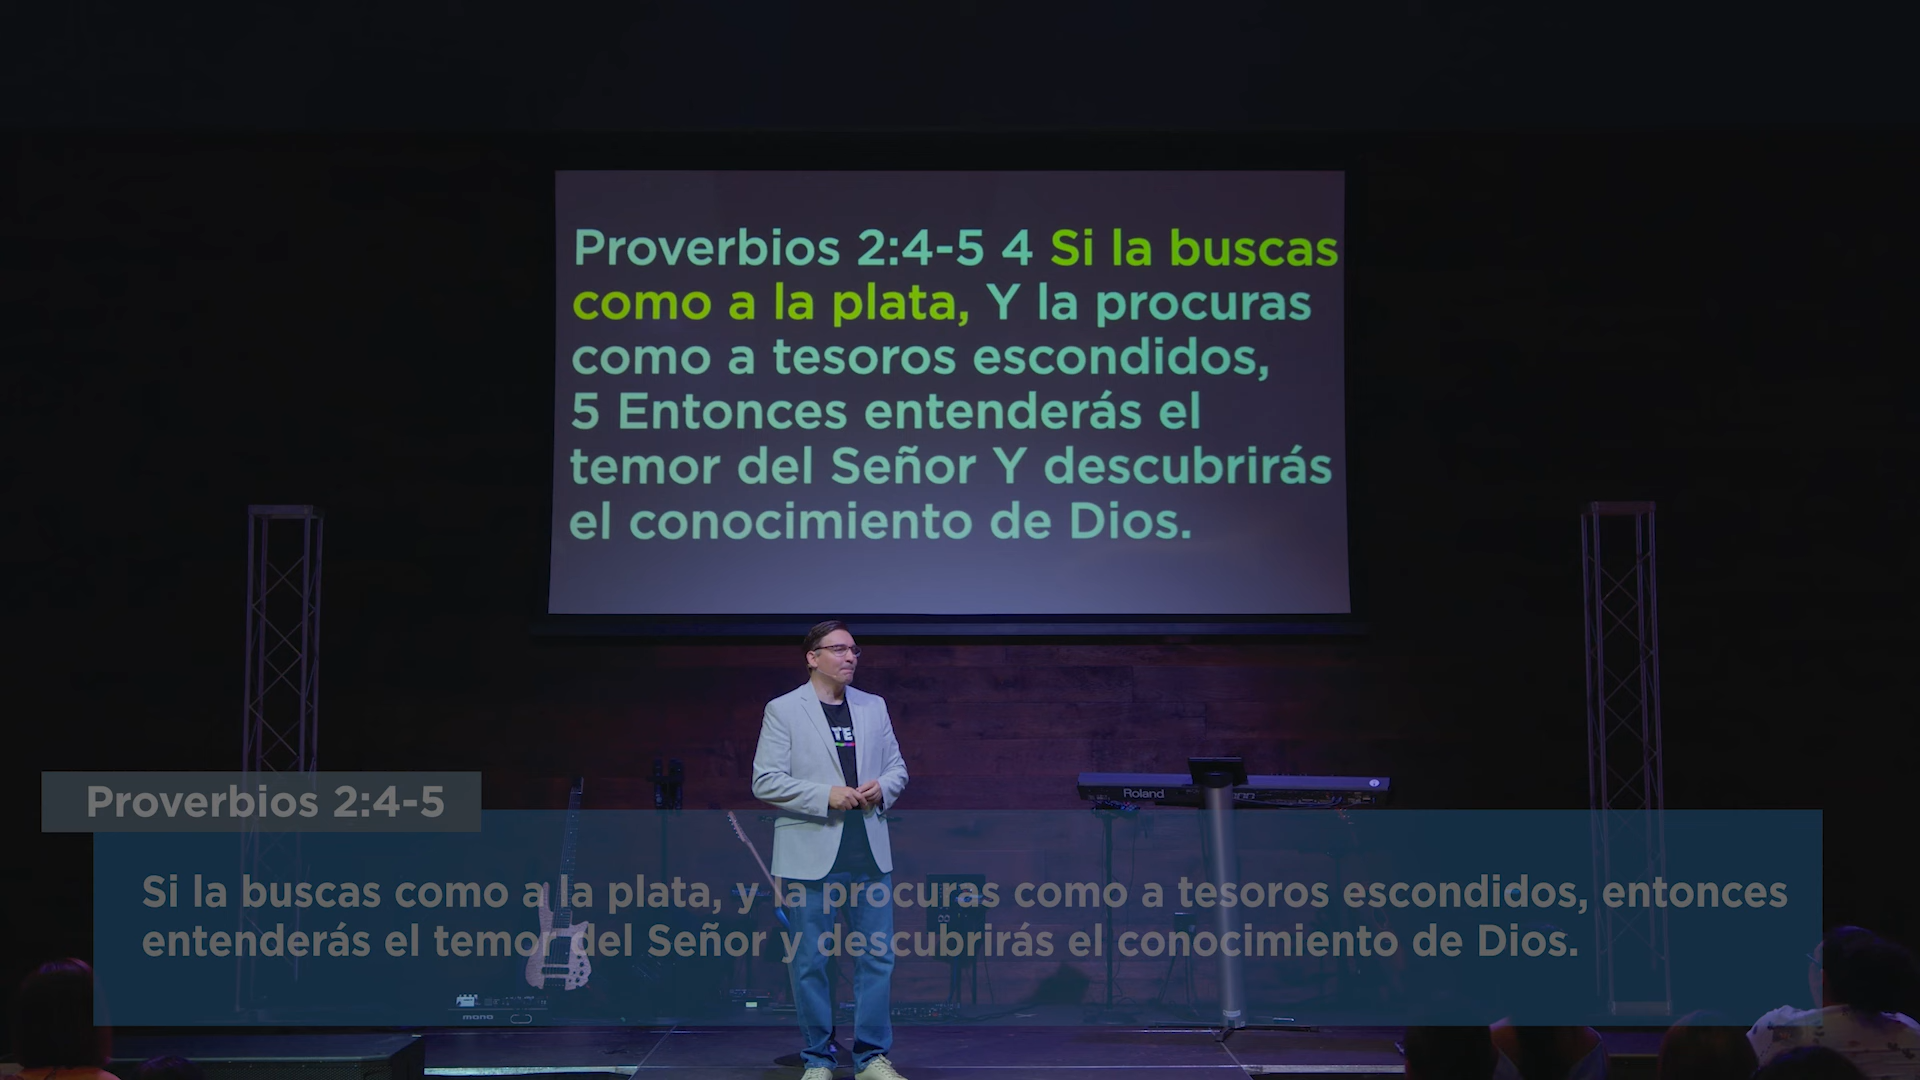 Proverbios 2:4-5 4 Si la buscas
como a la plata, Y la procuras
como a tesoros escondidos,
5 Entonces entenderás el
temor del Señor Y descubrirás
el conocimiento de Dios.
TE
Roland
Proverbios 2:4-5
Si la buscas como a la plata, y la procuras como a tesoros escondidos, entonces
entenderás el temor del Señor y descubrirás el conocimiento de Dios.
mono